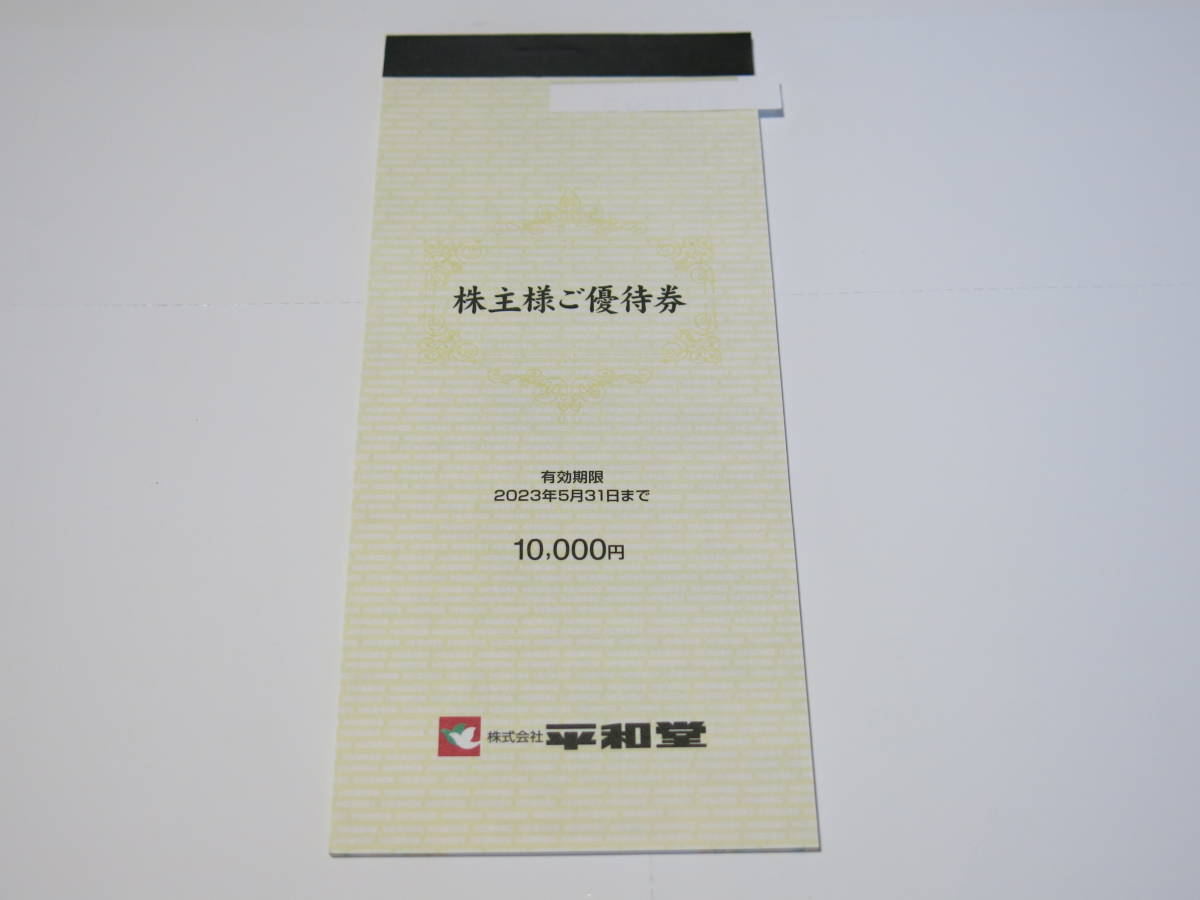 株主様ご優待券
有効期限
2023年5月31日まで
10,000円
株式会社 平和堂